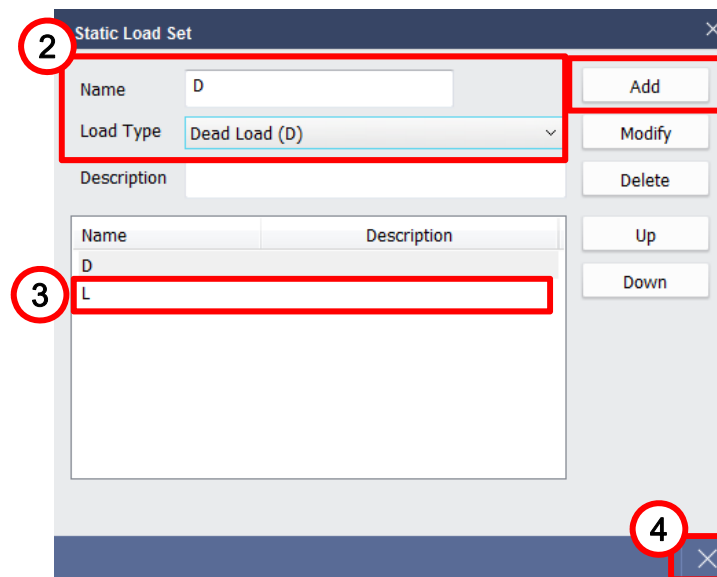 Static Load Set
2
Name D Add
Load Type Dead Load (D) Modify
Description Delete
Name Description Up
D
3 L Down
4